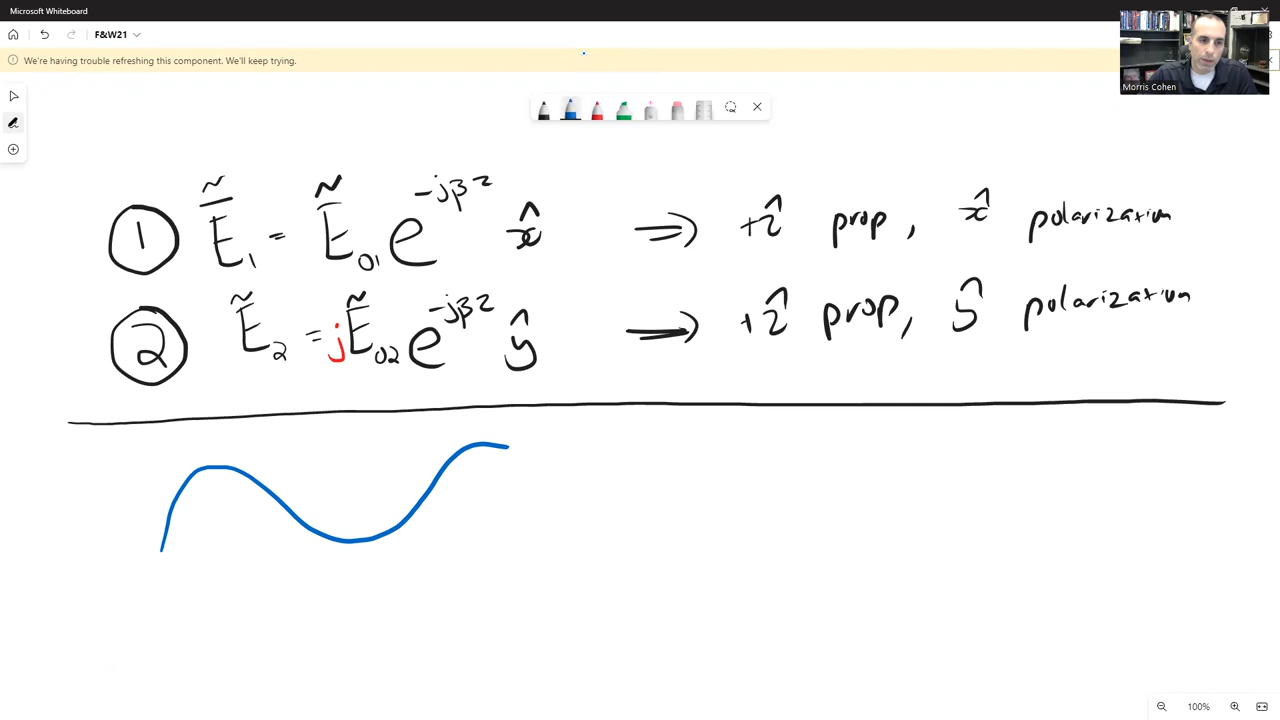 Microsoft Whiteboard
F&W21
We're having trouble refreshing this component. We'll keep trying.
Morris Cohen
① Ẽ₁ = Ẽ₀₁ e^(-jβz) x̂ ⇒ +ẑ prop, x̂ polarization
② Ẽ₂ = jẼ₀₂ e^(-jβz) ŷ ⇒ +ẑ prop, ŷ polarization
100%